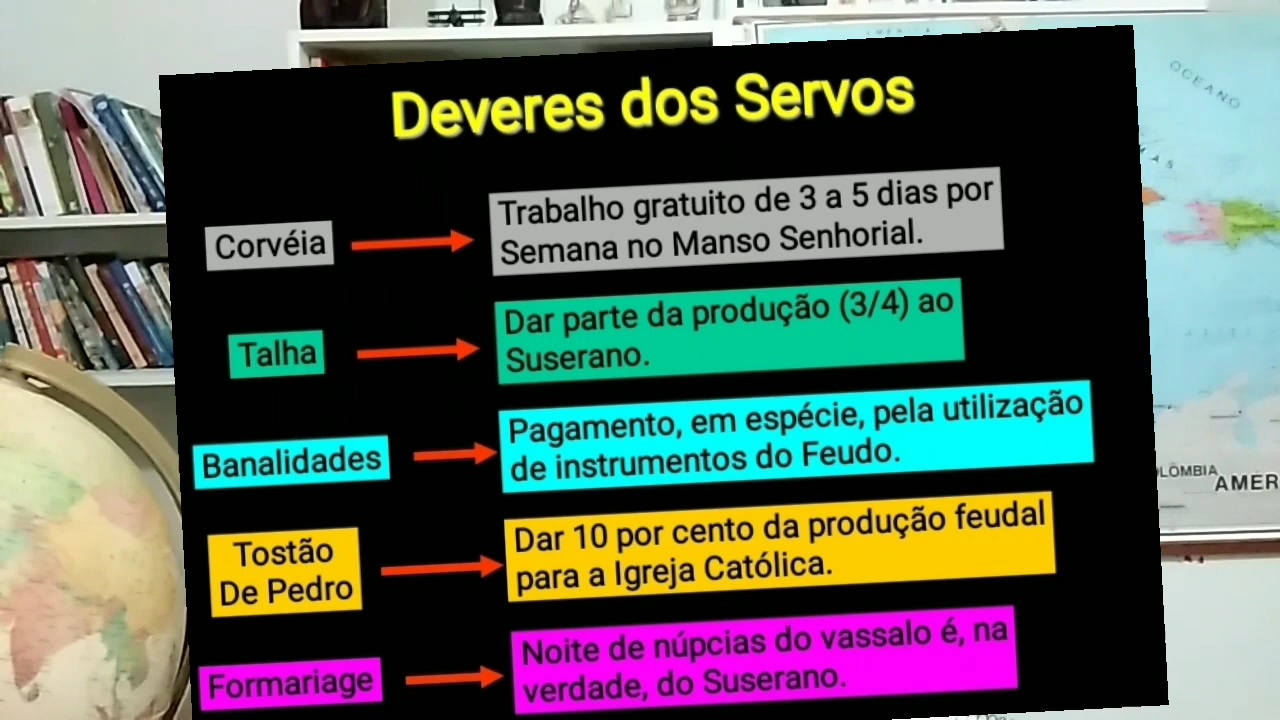 Deveres dos Servos
Corvéia
Trabalho gratuito de 3 a 5 dias por
Semana no Manso Senhorial.
Talha
Dar parte da produção (3/4) ao
Suserano.
Banalidades
Pagamento, em espécie, pela utilização
de instrumentos do Feudo.
Tostão
De Pedro
Dar 10 por cento da produção feudal
para a Igreja Católica.
Formariage
Noite de núpcias do vassalo é, na
verdade, do Suserano.
OCEANO
AMER